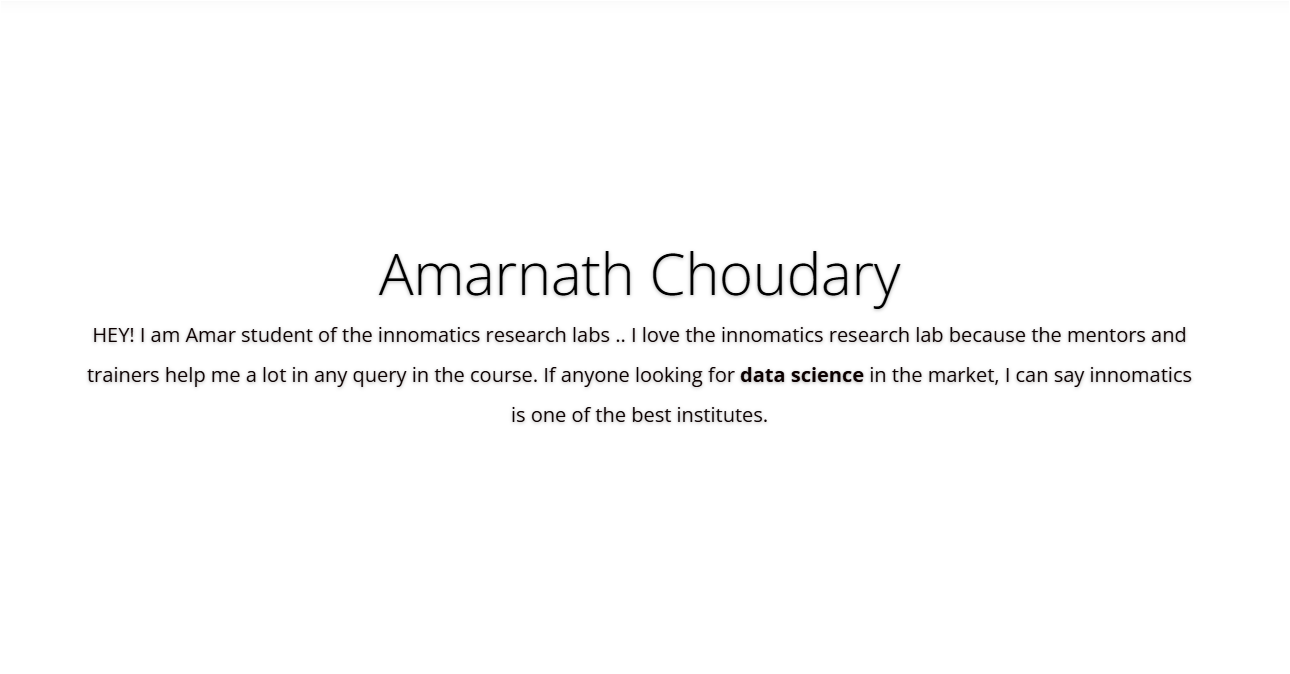 Amarnath Choudary
HEY! I am Amar student of the innomatics research labs .. I love the innomatics research lab because the mentors and
trainers help me a lot in any query in the course. If anyone looking for data science in the market, I can say innomatics
is one of the best institutes.